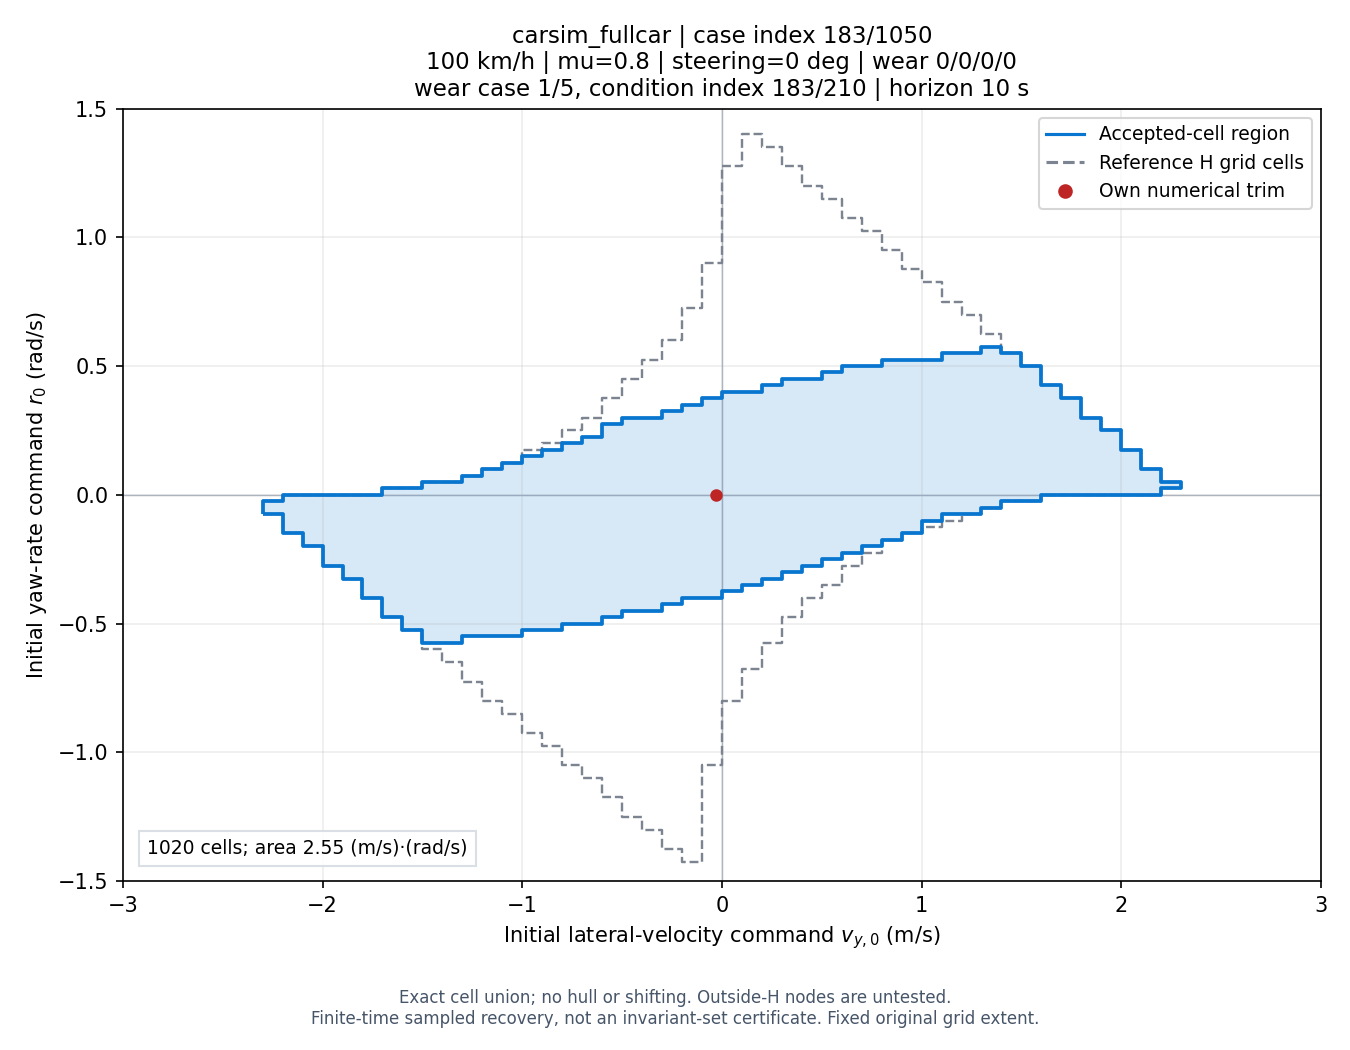 carsim_fullcar | case index 183/1050
100 km/h | mu=0.8 | steering=0 deg | wear 0/0/0/0
wear case 1/5, condition index 183/210 | horizon 10 s
Accepted-cell region
Reference H grid cells
Own numerical trim
1.5
1.0
0.5
0.0
−0.5
−1.0
−1.5
Initial yaw-rate command r0 (rad/s)
1020 cells; area 2.55 (m/s)·(rad/s)
−3 −2 −1 0 1 2 3
Initial lateral-velocity command vy,0 (m/s)
Exact cell union; no hull or shifting. Outside-H nodes are untested.
Finite-time sampled recovery, not an invariant-set certificate. Fixed original grid extent.